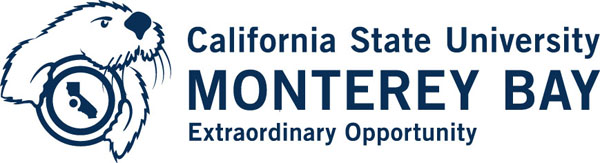 California State University
MONTEREY BAY
Extraordinary Opportunity